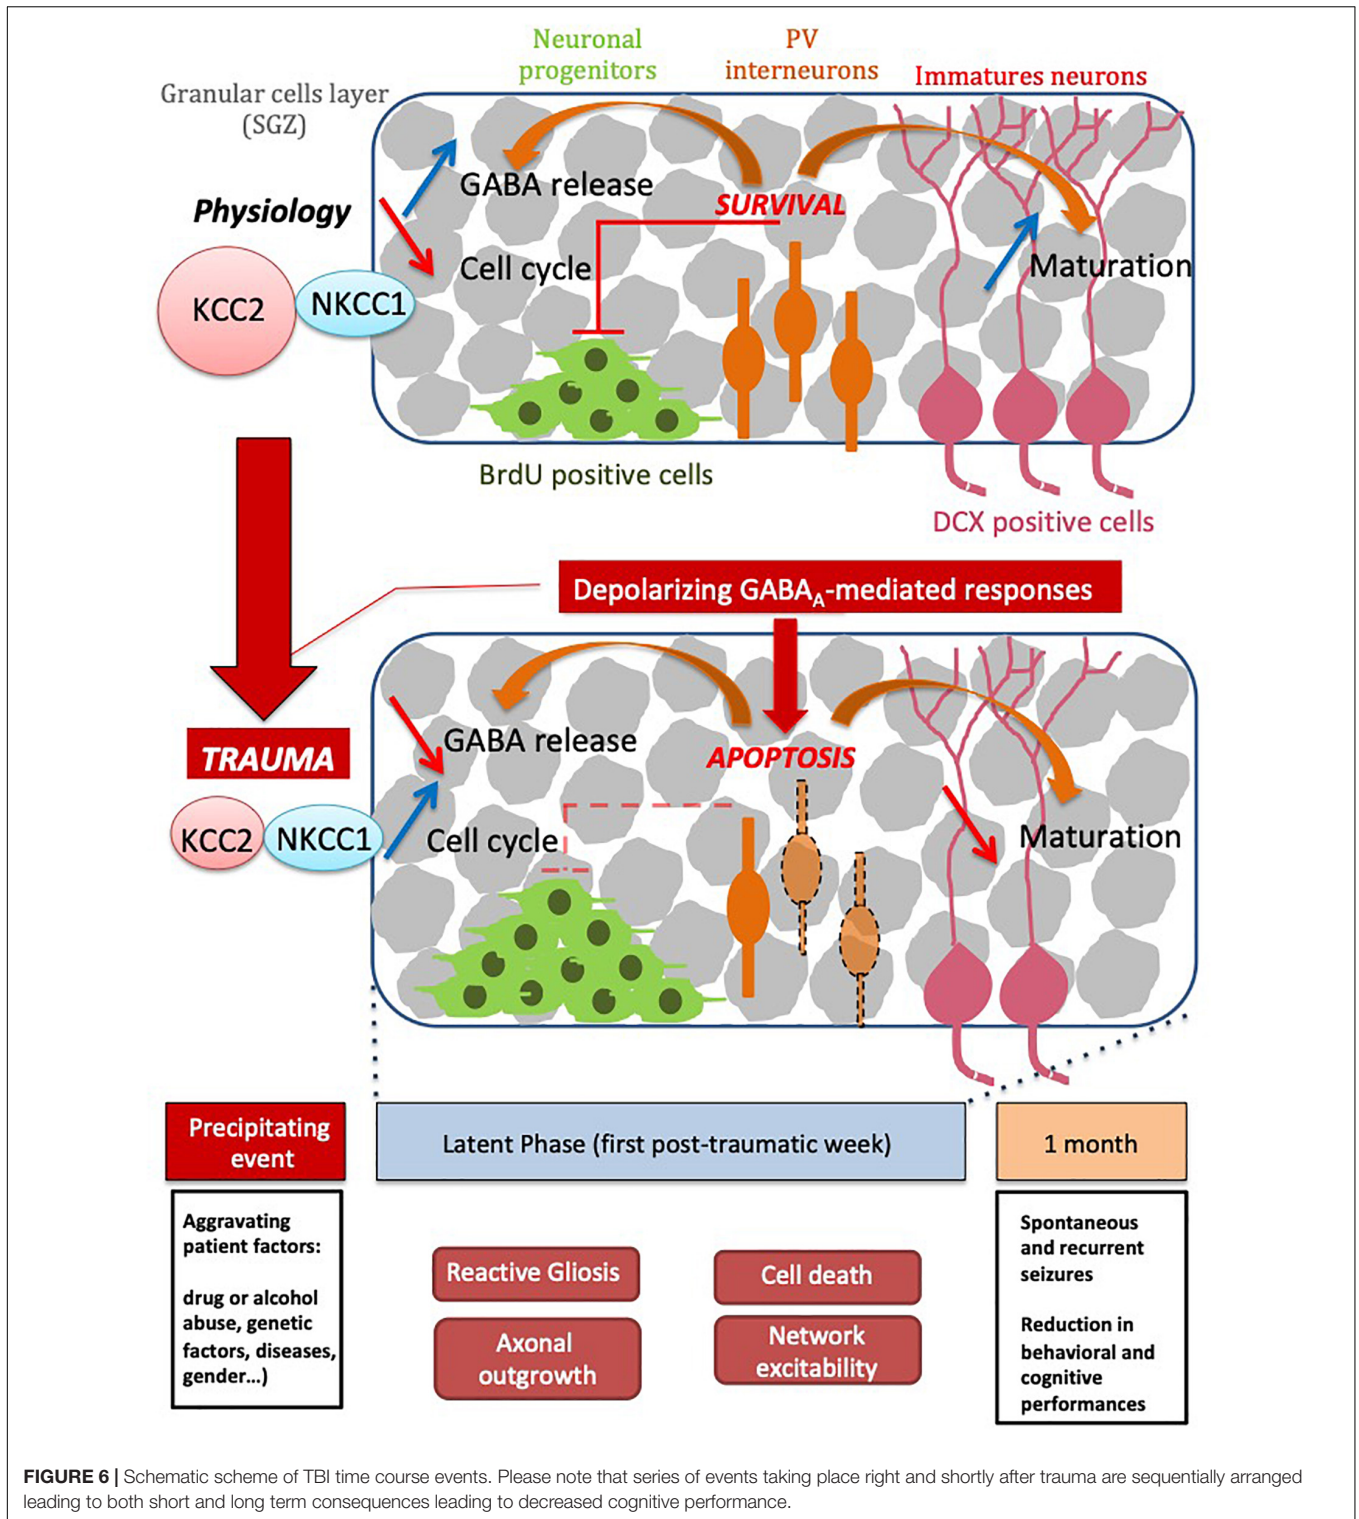 Neuronal
progenitors
PV
interneurons
Immatures neurons
Granular cells layer
(SGZ)
GABA release
SURVIVAL
Physiology
Cell cycle
Maturation
KCC2
NKCC1
BrdU positive cells
DCX positive cells
Depolarizing GABAA-mediated responses
GABA release
APOPTOSIS
TRAUMA
Cell cycle
Maturation
KCC2
NKCC1
Precipitating
event
Latent Phase (first post-traumatic week)
1 month
Aggravating
patient factors:
drug or alcohol
abuse, genetic
factors, diseases,
gender...)
Reactive Gliosis
Cell death
Axonal
outgrowth
Network
excitability
Spontaneous
and recurrent
seizures
Reduction in
behavioral and
cognitive
performances
FIGURE 6 | Schematic scheme of TBI time course events. Please note that series of events taking place right and shortly after trauma are sequentially arranged
leading to both short and long term consequences leading to decreased cognitive performance.